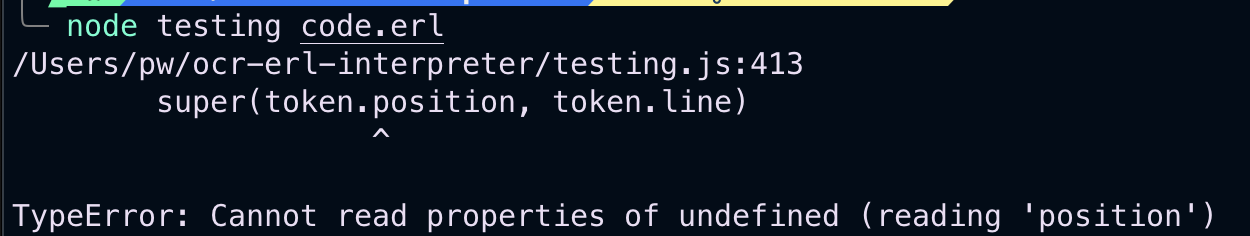 node testing code.erl
/Users/pw/ocr-erl-interpreter/testing.js:413
super(token.position, token.line)
^
TypeError: Cannot read properties of undefined (reading 'position')